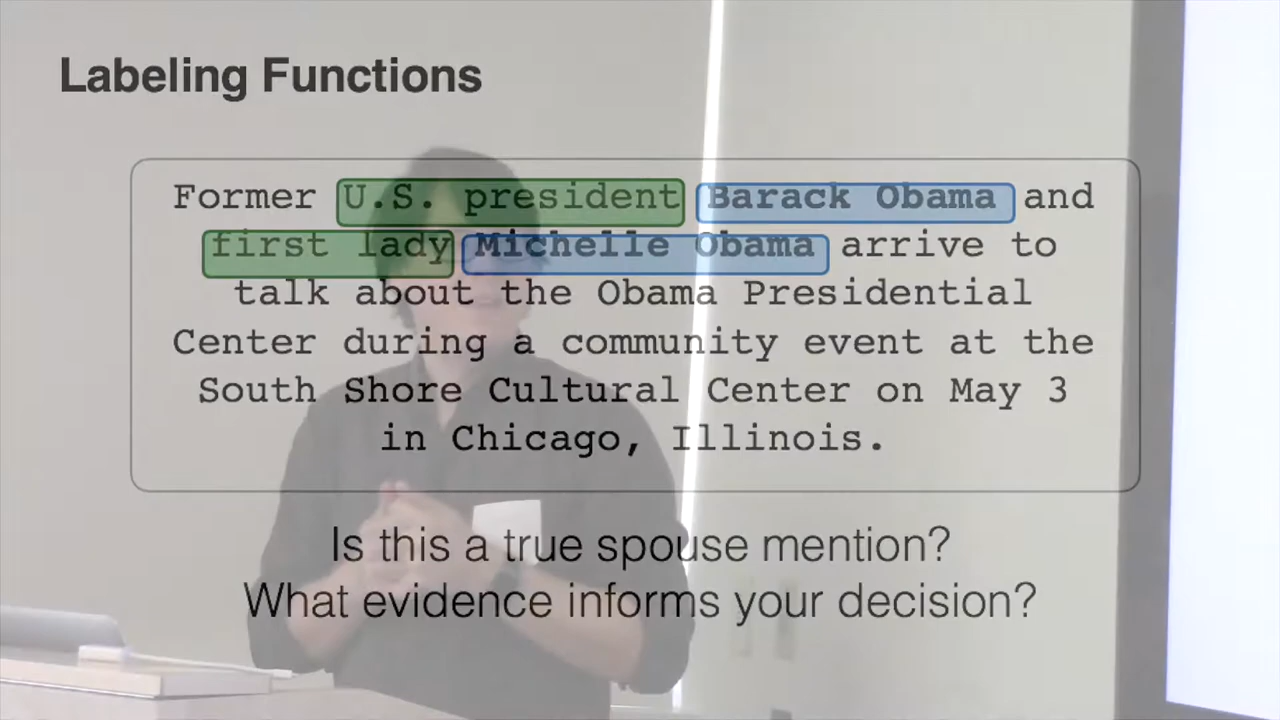 Labeling Functions
Former U.S. president Barack Obama and
first lady Michelle Obama arrive to
talk about the Obama Presidential
Center during a community event at the
South Shore Cultural Center on May 3
in Chicago, Illinois.
Is this a true spouse mention?
What evidence informs your decision?